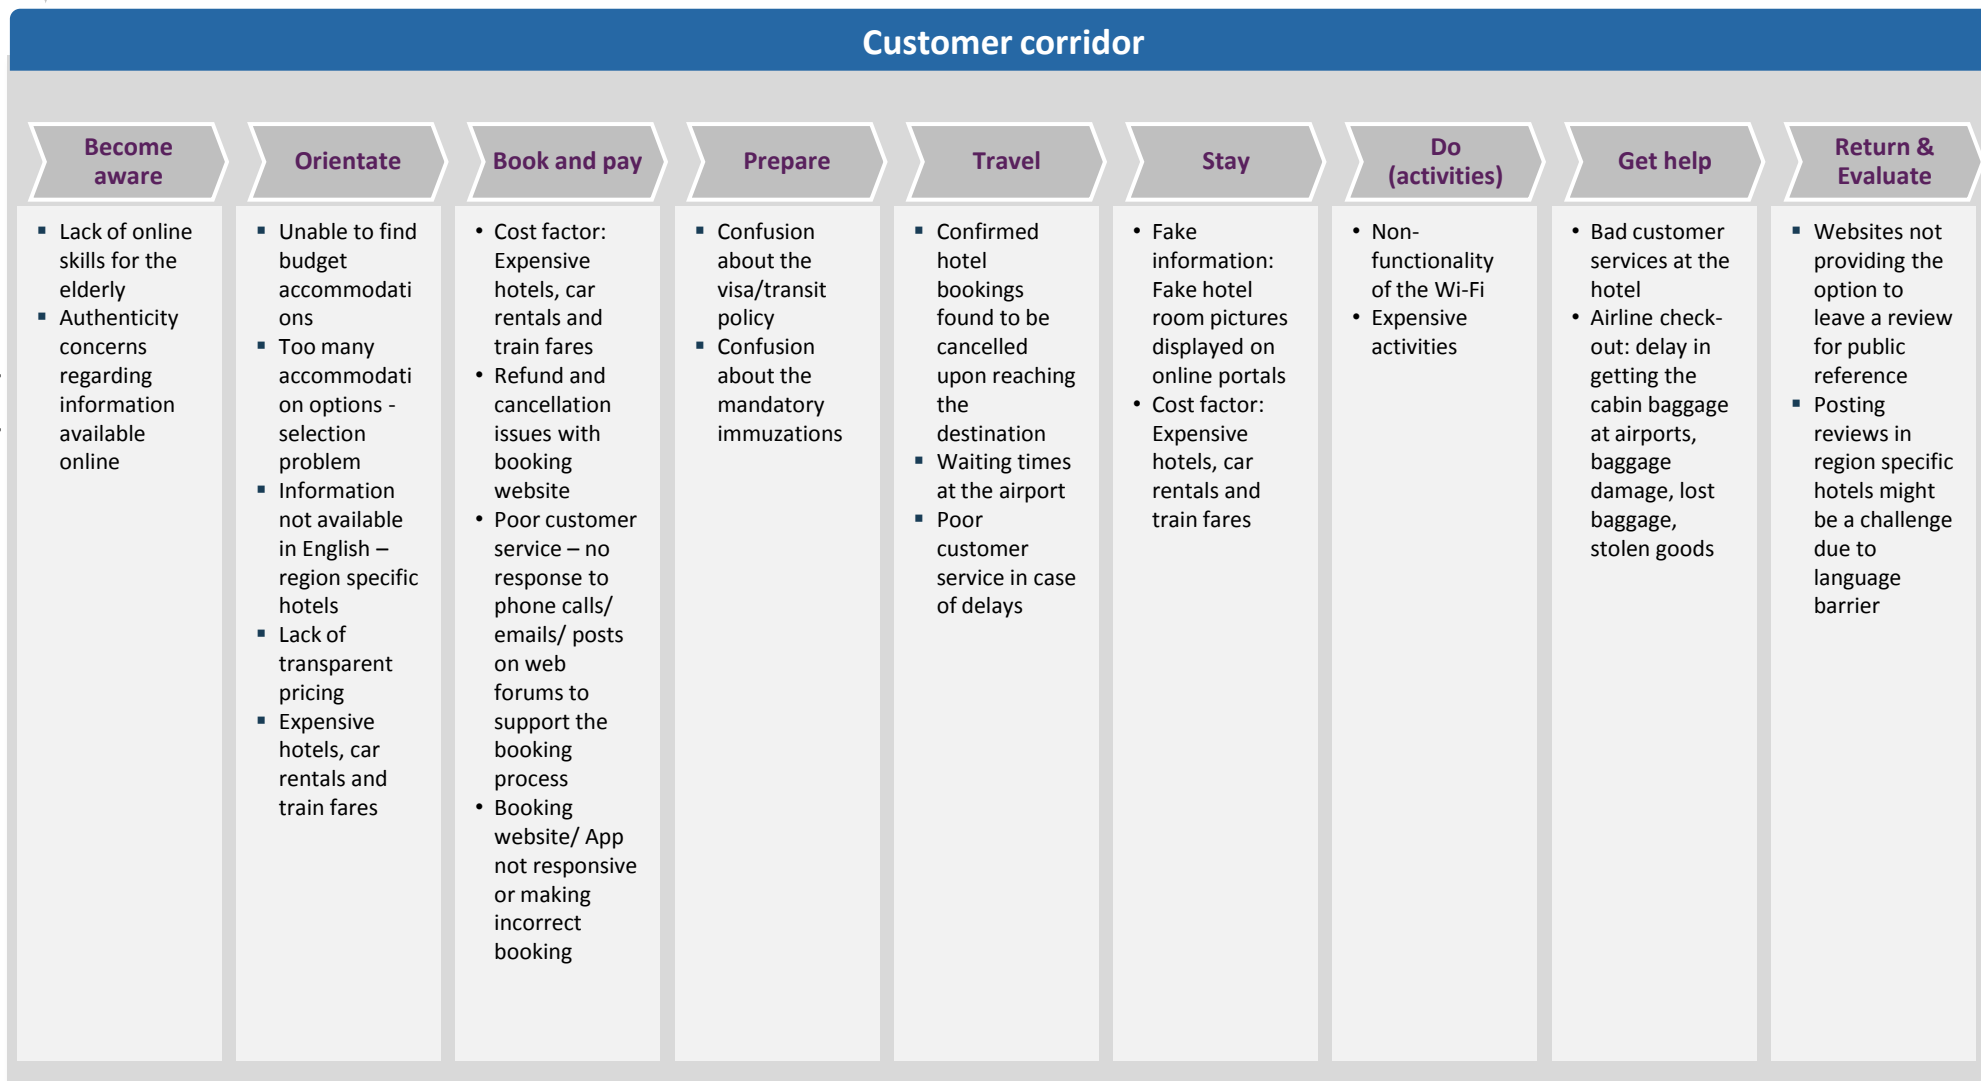 Customer corridor
Become
aware
Orientate
Book and pay
Prepare
Travel
Stay
Do
(activities)
Get help
Return &
Evaluate
▪ Lack of online
skills for the
elderly
▪ Authenticity
concerns
regarding
information
available
online
▪ Unable to find
budget
accommodati
ons
▪ Too many
accommodati
on options -
selection
problem
▪ Information
not available
in English –
region specific
hotels
▪ Lack of
transparent
pricing
▪ Expensive
hotels, car
rentals and
train fares
• Cost factor:
Expensive
hotels, car
rentals and
train fares
• Refund and
cancellation
issues with
booking
website
• Poor customer
service – no
response to
phone calls/
emails/ posts
on web
forums to
support the
booking
process
• Booking
website/ App
not responsive
or making
incorrect
booking
▪ Confusion
about the
visa/transit
policy
▪ Confusion
about the
mandatory
immuzations
▪ Confirmed
hotel
bookings
found to be
cancelled
upon reaching
the
destination
▪ Waiting times
at the airport
▪ Poor
customer
service in case
of delays
• Fake
information:
Fake hotel
room pictures
displayed on
online portals
• Cost factor:
Expensive
hotels, car
rentals and
train fares
• Non-
functionality
of the Wi-Fi
• Expensive
activities
• Bad customer
services at the
hotel
• Airline check-
out: delay in
getting the
cabin baggage
at airports,
baggage
damage, lost
baggage,
stolen goods
▪ Websites not
providing the
option to
leave a review
for public
reference
▪ Posting
reviews in
region specific
hotels might
be a challenge
due to
language
barrier